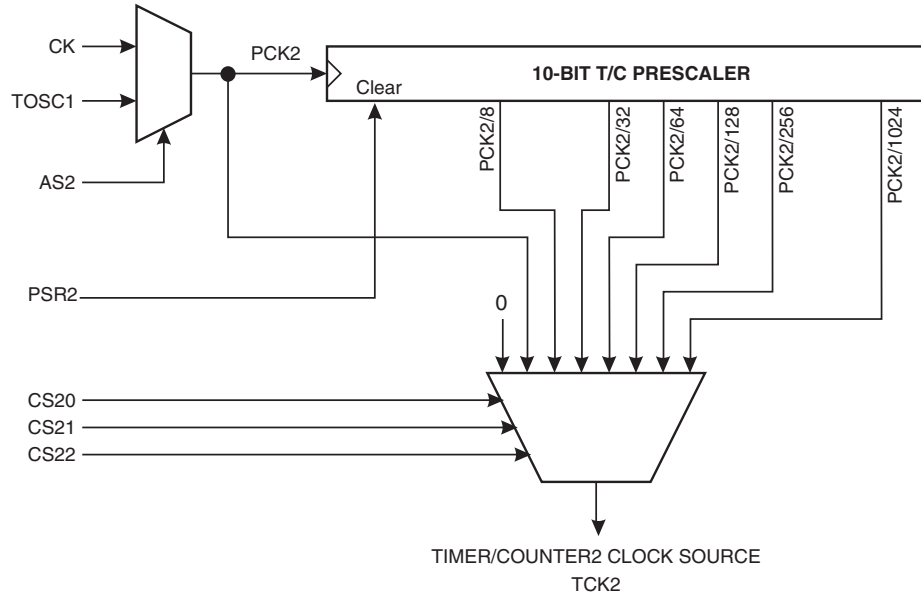 CK
PCK2
10-BIT T/C PRESCALER
Clear
TOSC1
PCK2/8
PCK2/32
PCK2/64
PCK2/128
PCK2/256
PCK2/1024
AS2
PSR2
0
CS20
CS21
CS22
TIMER/COUNTER2 CLOCK SOURCE
TCK2